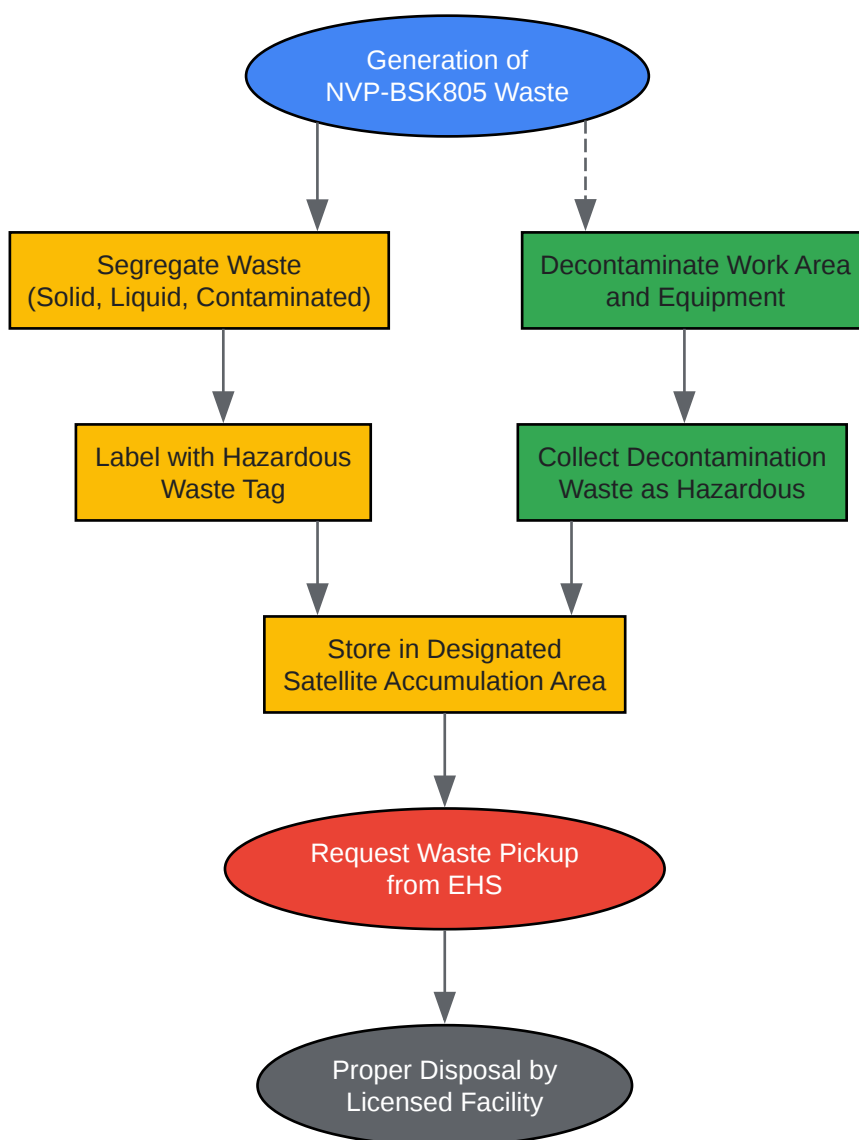 Generation of
NVP-BSK805 Waste
Segregate Waste
(Solid, Liquid, Contaminated)
Decontaminate Work Area
and Equipment
Label with Hazardous
Waste Tag
Collect Decontamination
Waste as Hazardous
Store in Designated
Satellite Accumulation Area
Request Waste Pickup
from EHS
Proper Disposal by
Licensed Facility